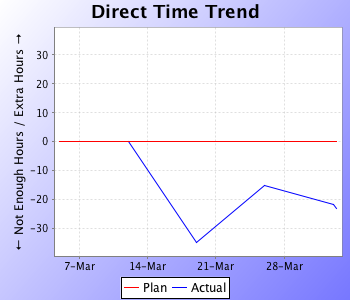 Direct Time Trend
← Not Enough Hours / Extra Hours →
30
20
10
0
−10
−20
−30
7-Mar 14-Mar 21-Mar 28-Mar
Plan Actual